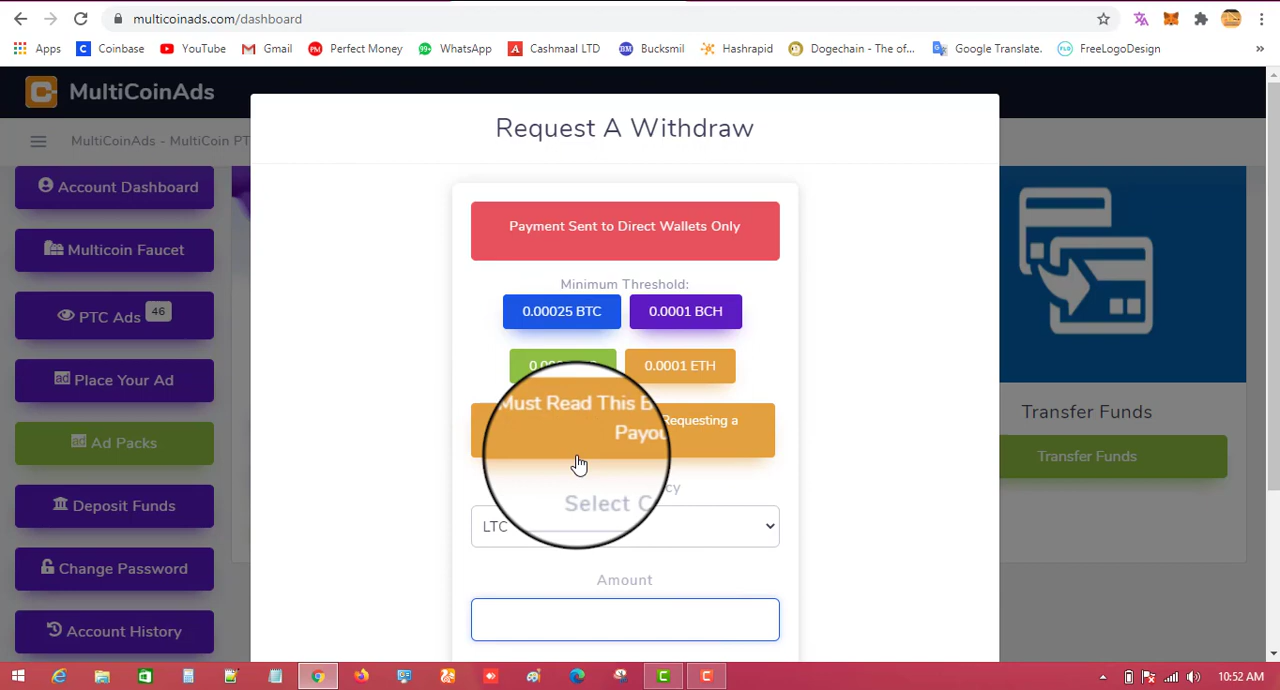 multicoinads.com/dashboard
Apps Coinbase YouTube Gmail Perfect Money WhatsApp Cashmaal LTD Bucksmil Hashrapid Dogechain - The of... Google Translate. FreeLogoDesign »
MultiCoinAds
MultiCoinAds - MultiCoin PT
Request A Withdraw
Account Dashboard
Multicoin Faucet
PTC Ads 46
Place Your Ad
Ad Packs
Deposit Funds
Change Password
Account History
Payment Sent to Direct Wallets Only
Minimum Threshold:
0.00025 BTC 0.0001 BCH
0.0001 ETH
Must Read This Requesting a
Select
LTC
Amount
Transfer Funds
Transfer Funds
10:52 AM